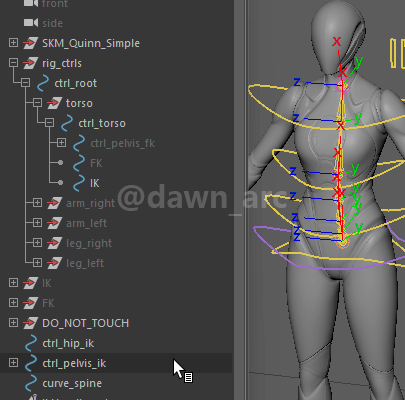 front
side
SKM_Quinn_Simple
rig_ctrls
ctrl_root
torso
ctrl_torso
ctrl_pelvis_fk
FK
IK
arm_right
arm_left
leg_right
leg_left
IK
FK
DO_NOT_TOUCH
ctrl_hip_ik
ctrl_pelvis_ik
curve_spine
@dawn_arc
x
x
y
z
z
y
x
x
y
z
z
x
y
z
y
z
y
z